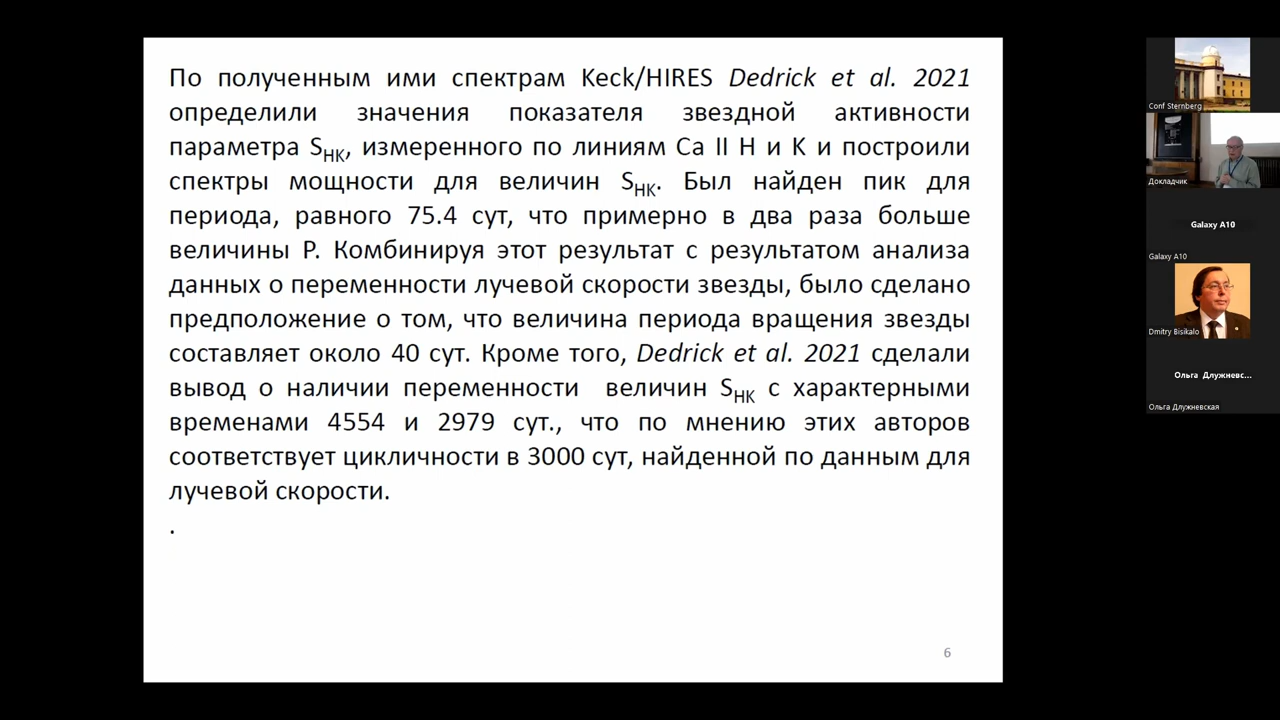 По полученным ими спектрам Keck/HIRES Dedrick et al. 2021
определили значения показателя звездной активности
параметра SHK, измеренного по линиям Ca II H и K и построили
спектры мощности для величин SHK. Был найден пик для
периода, равного 75.4 сут, что примерно в два раза больше
величины P. Комбинируя этот результат с результатом анализа
данных о переменности лучевой скорости звезды, было сделано
предположение о том, что величина периода вращения звезды
составляет около 40 сут. Кроме того, Dedrick et al. 2021 сделали
вывод о наличии переменности величин SHK с характерными
временами 4554 и 2979 сут., что по мнению этих авторов
соответствует цикличности в 3000 сут, найденной по данным для
лучевой скорости.
.
6
Conf Sternberg
Докладчик
Galaxy A10
Galaxy A10
Dmitry Bisikalo
Ольга Длужневс...
Ольга Длужневская